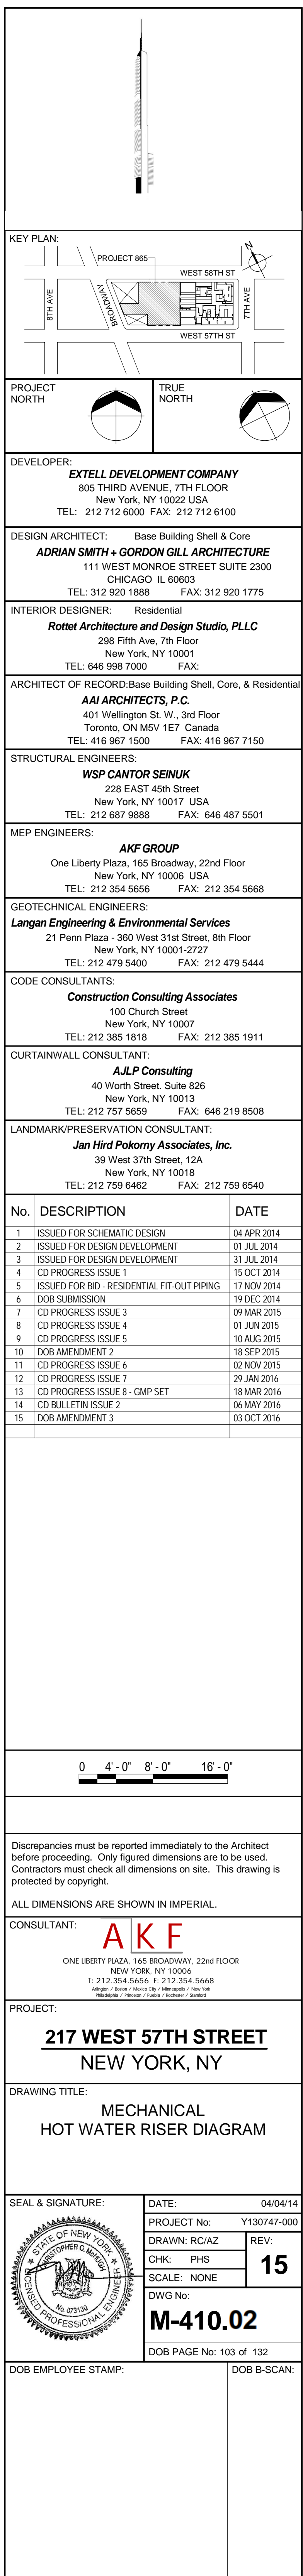 KEY PLAN:
N
PROJECT 865
WEST 58TH ST
8TH AVE
BROADWAY
7TH AVE
WEST 57TH ST
PROJECT NORTH
TRUE NORTH
DEVELOPER:
EXTELL DEVELOPMENT COMPANY
805 THIRD AVENUE, 7TH FLOOR
New York, NY 10022 USA
TEL: 212 712 6000 FAX: 212 712 6100
DESIGN ARCHITECT: Base Building Shell & Core
ADRIAN SMITH + GORDON GILL ARCHITECTURE
111 WEST MONROE STREET SUITE 2300
CHICAGO IL 60603
TEL: 312 920 1888 FAX: 312 920 1775
INTERIOR DESIGNER: Residential
Rottet Architecture and Design Studio, PLLC
298 Fifth Ave, 7th Floor
New York, NY 10001
TEL: 646 998 7000 FAX:
ARCHITECT OF RECORD:Base Building Shell, Core, & Residential
AAI ARCHITECTS, P.C.
401 Wellington St. W., 3rd Floor
Toronto, ON M5V 1E7 Canada
TEL: 416 967 1500 FAX: 416 967 7150
STRUCTURAL ENGINEERS:
WSP CANTOR SEINUK
228 EAST 45th Street
New York, NY 10017 USA
TEL: 212 687 9888 FAX: 646 487 5501
MEP ENGINEERS:
AKF GROUP
One Liberty Plaza, 165 Broadway, 22nd Floor
New York, NY 10006 USA
TEL: 212 354 5656 FAX: 212 354 5668
GEOTECHNICAL ENGINEERS:
Langan Engineering & Environmental Services
21 Penn Plaza - 360 West 31st Street, 8th Floor
New York, NY 10001-2727
TEL: 212 479 5400 FAX: 212 479 5444
CODE CONSULTANTS:
Construction Consulting Associates
100 Church Street
New York, NY 10007
TEL: 212 385 1818 FAX: 212 385 1911
CURTAINWALL CONSULTANT:
AJLP Consulting
40 Worth Street. Suite 826
New York, NY 10013
TEL: 212 757 5659 FAX: 646 219 8508
LANDMARK/PRESERVATION CONSULTANT:
Jan Hird Pokorny Associates, Inc.
39 West 37th Street, 12A
New York, NY 10018
TEL: 212 759 6462 FAX: 212 759 6540
No. DESCRIPTION DATE
1 ISSUED FOR SCHEMATIC DESIGN 04 APR 2014
2 ISSUED FOR DESIGN DEVELOPMENT 01 JUL 2014
3 ISSUED FOR DESIGN DEVELOPMENT 31 JUL 2014
4 CD PROGRESS ISSUE 1 15 OCT 2014
5 ISSUED FOR BID - RESIDENTIAL FIT-OUT PIPING 17 NOV 2014
6 DOB SUBMISSION 19 DEC 2014
7 CD PROGRESS ISSUE 3 09 MAR 2015
8 CD PROGRESS ISSUE 4 01 JUN 2015
9 CD PROGRESS ISSUE 5 10 AUG 2015
10 DOB AMENDMENT 2 18 SEP 2015
11 CD PROGRESS ISSUE 6 02 NOV 2015
12 CD PROGRESS ISSUE 7 29 JAN 2016
13 CD PROGRESS ISSUE 8 - GMP SET 18 MAR 2016
14 CD BULLETIN ISSUE 2 06 MAY 2016
15 DOB AMENDMENT 3 03 OCT 2016
0 4' - 0" 8' - 0" 16' - 0"
Discrepancies must be reported immediately to the Architect
before proceeding. Only figured dimensions are to be used.
Contractors must check all dimensions on site. This drawing is
protected by copyright.
ALL DIMENSIONS ARE SHOWN IN IMPERIAL.
CONSULTANT:
AKF
ONE LIBERTY PLAZA, 165 BROADWAY, 22nd FLOOR
NEW YORK, NY 10006
T: 212.354.5656 F: 212.354.5668
Arlington / Boston / Mexico City / Minneapolis / New York
Philadelphia / Princeton / Puebla / Rochester / Stamford
PROJECT:
217 WEST 57TH STREET
NEW YORK, NY
DRAWING TITLE:
MECHANICAL
HOT WATER RISER DIAGRAM
SEAL & SIGNATURE:
STATE OF NEW YORK
CHRISTOPHER O. McHUGH
No. 073130
LICENSED PROFESSIONAL ENGINEER
DATE: 04/04/14
PROJECT No: Y130747-000
DRAWN: RC/AZ
REV:
CHK: PHS
15
SCALE: NONE
DWG No:
M-410.02
DOB PAGE No: 103 of 132
DOB EMPLOYEE STAMP:
DOB B-SCAN: